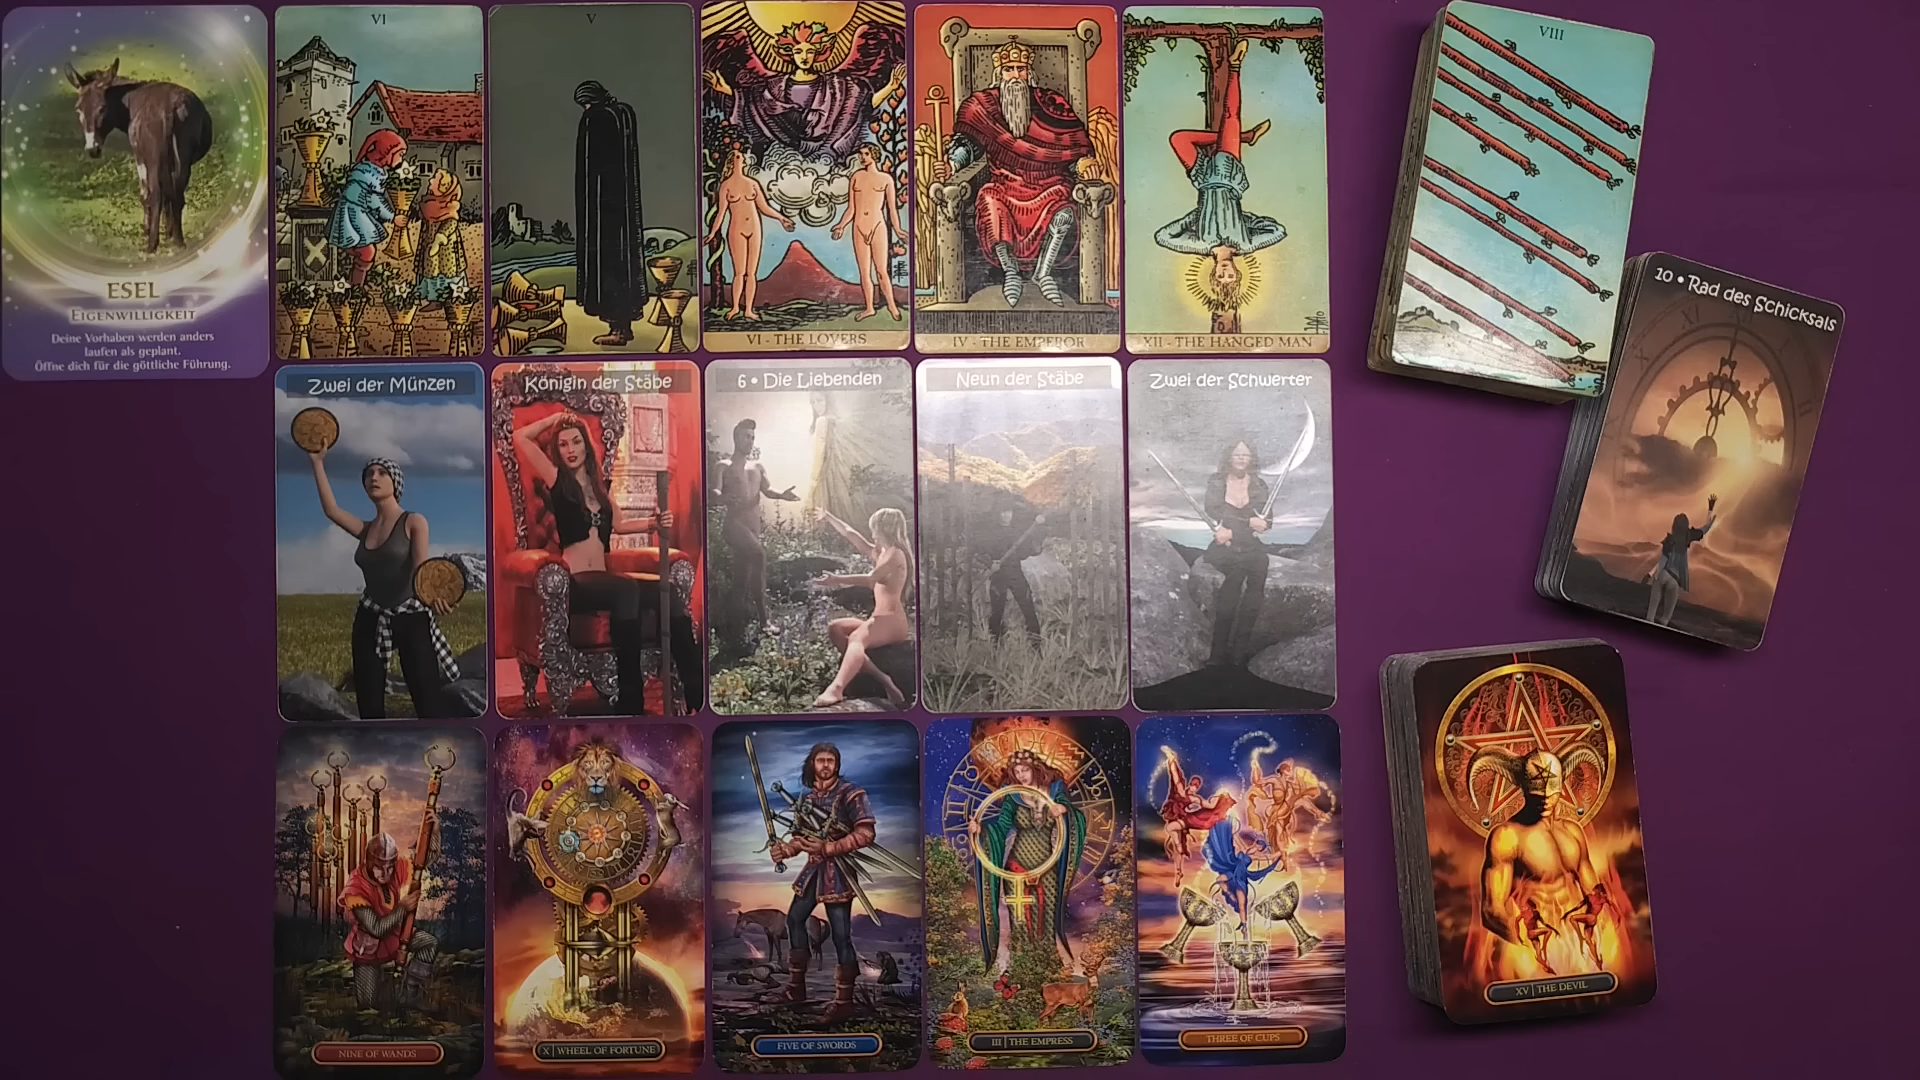 ESEL
EIGENWILLIGKEIT
Deine Vorhaben werden anders
laufen als geplant.
Öffne dich für die göttliche Führung.
VI
V
VI - THE LOVERS
IV - THE EMPEROR
XII - THE HANGED MAN
VIII
10 • Rad des Schicksals
Zwei der Münzen
Königin der Stäbe
6 • Die Liebenden
Neun der Stäbe
Zwei der Schwerter
NINE OF WANDS
X | WHEEL OF FORTUNE
FIVE OF SWORDS
III | THE EMPRESS
THREE OF CUPS
XV | THE DEVIL